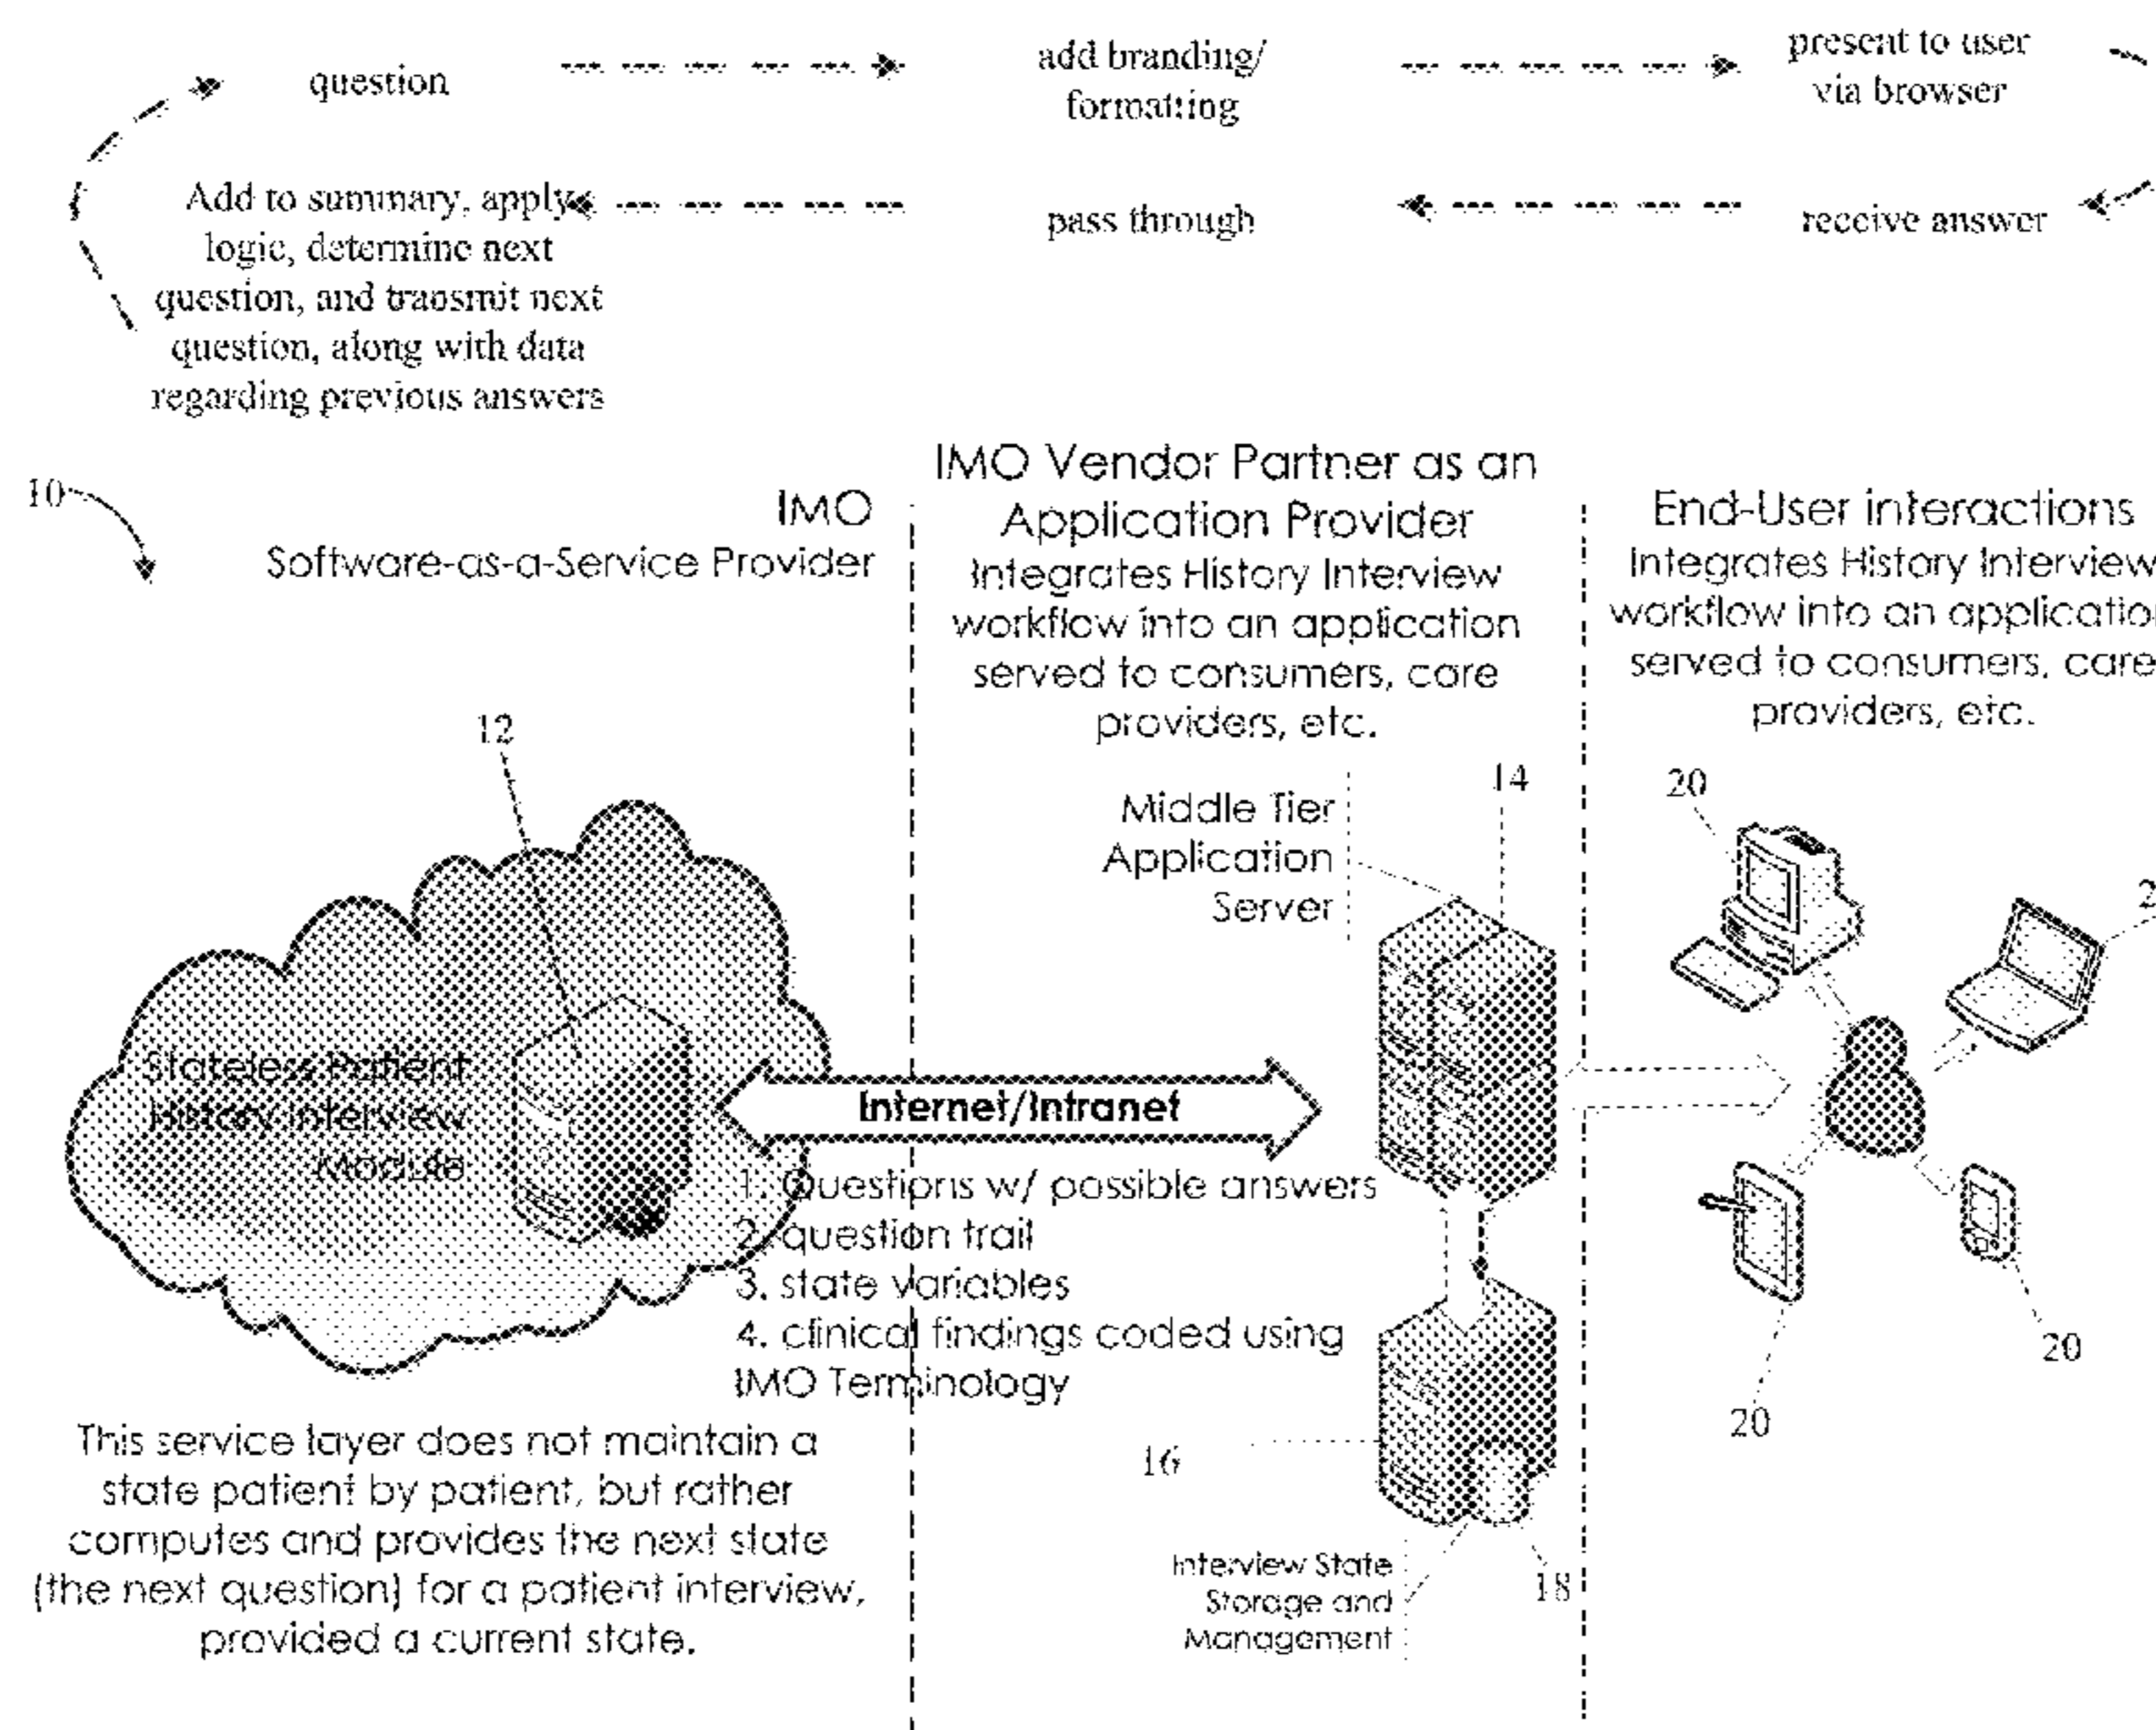 question
add branding/
formatting
present to user
via browser
Add to summary, apply
logic, determine next
question, and transmit next
question, along with data
regarding previous answers
pass through
receive answer
10
IMO
Software-as-a-Service Provider
IMO Vendor Partner as an
Application Provider
Integrates History Interview
workflow into an application
served to consumers, care
providers, etc.
End-User interactions
Integrates History Interview
workflow into an
served to consumers, care
providers, etc.
12
14
20
Middle Tier
Application
Server
Stateless Patient
History Interview
Module
Internet/Intranet
1. Questions w/ possible answers
2. question trail
3. state variables
4. clinical findings coded using
IMO Terminology
20
20
16
18
Interview State
Storage and
Management
This service layer does not maintain a
state patient by patient, but rather
computes and provides the next state
(the next question) for a patient interview,
provided a current state.